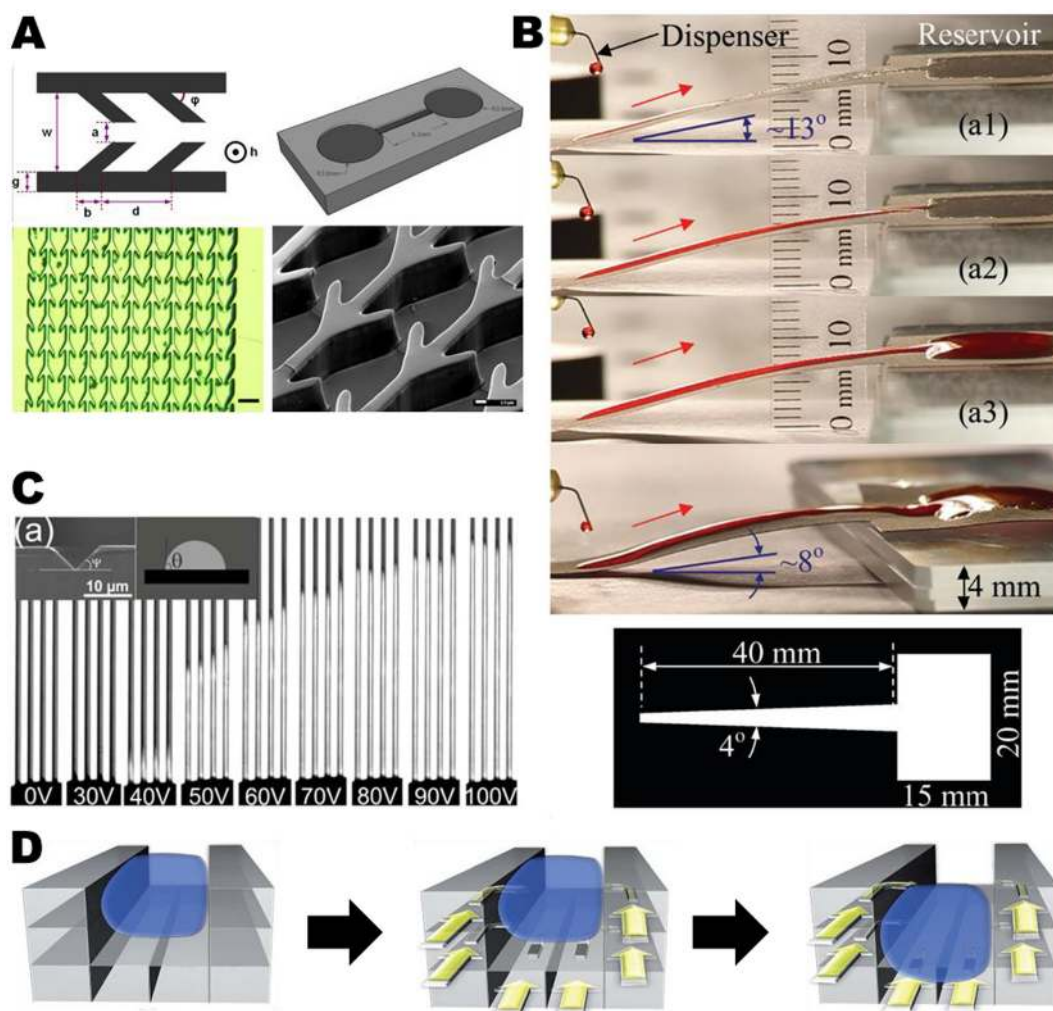 A
φ
w
a
h
g
b
d
B
Dispenser
Reservoir
10
0 mm
~13°
(a1)
10
0 mm
(a2)
10
0 mm
(a3)
~8°
4 mm
40 mm
4°
20 mm
15 mm
C
(a)
Ψ
θ
10 μm
0V 30V 40V 50V 60V 70V 80V 90V 100V
D